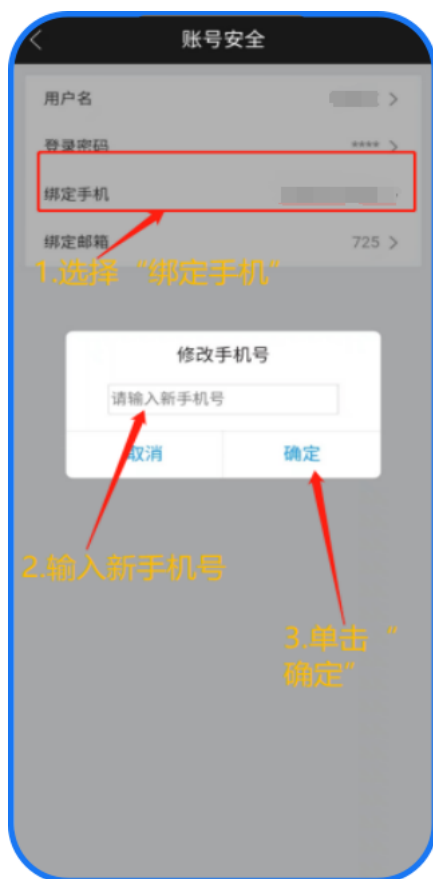 账号安全
用户名
登录密码 ****
绑定手机
绑定邮箱 725
1.选择“绑定手机”
修改手机号
请输入新手机号
取消 确定
2.输入新手机号
3.单击“
确定”